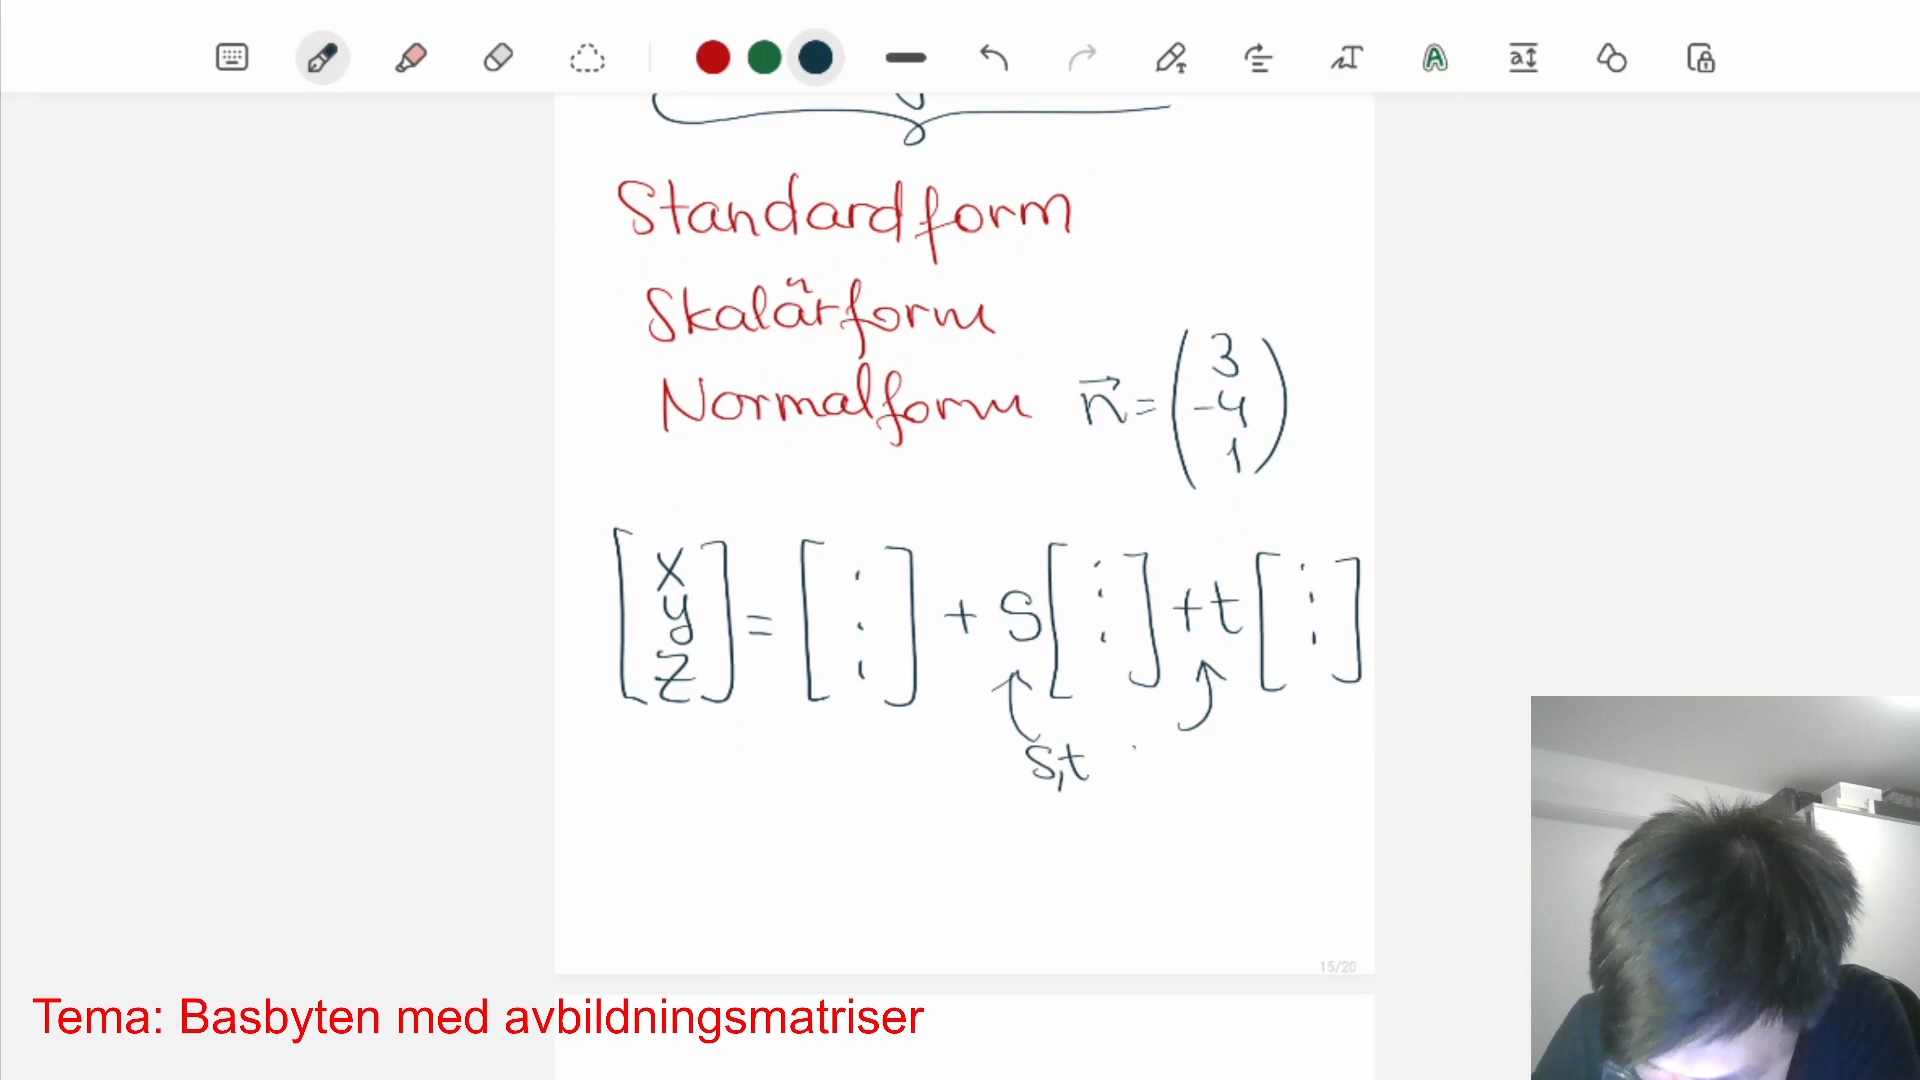 Standardform
Skalärform
Normalform n⃗ = (3 -4 1)
[x y z] = [⋮] + s[⋮] + t[⋮]
s,t
15/20
Tema: Basbyten med avbildningsmatriser